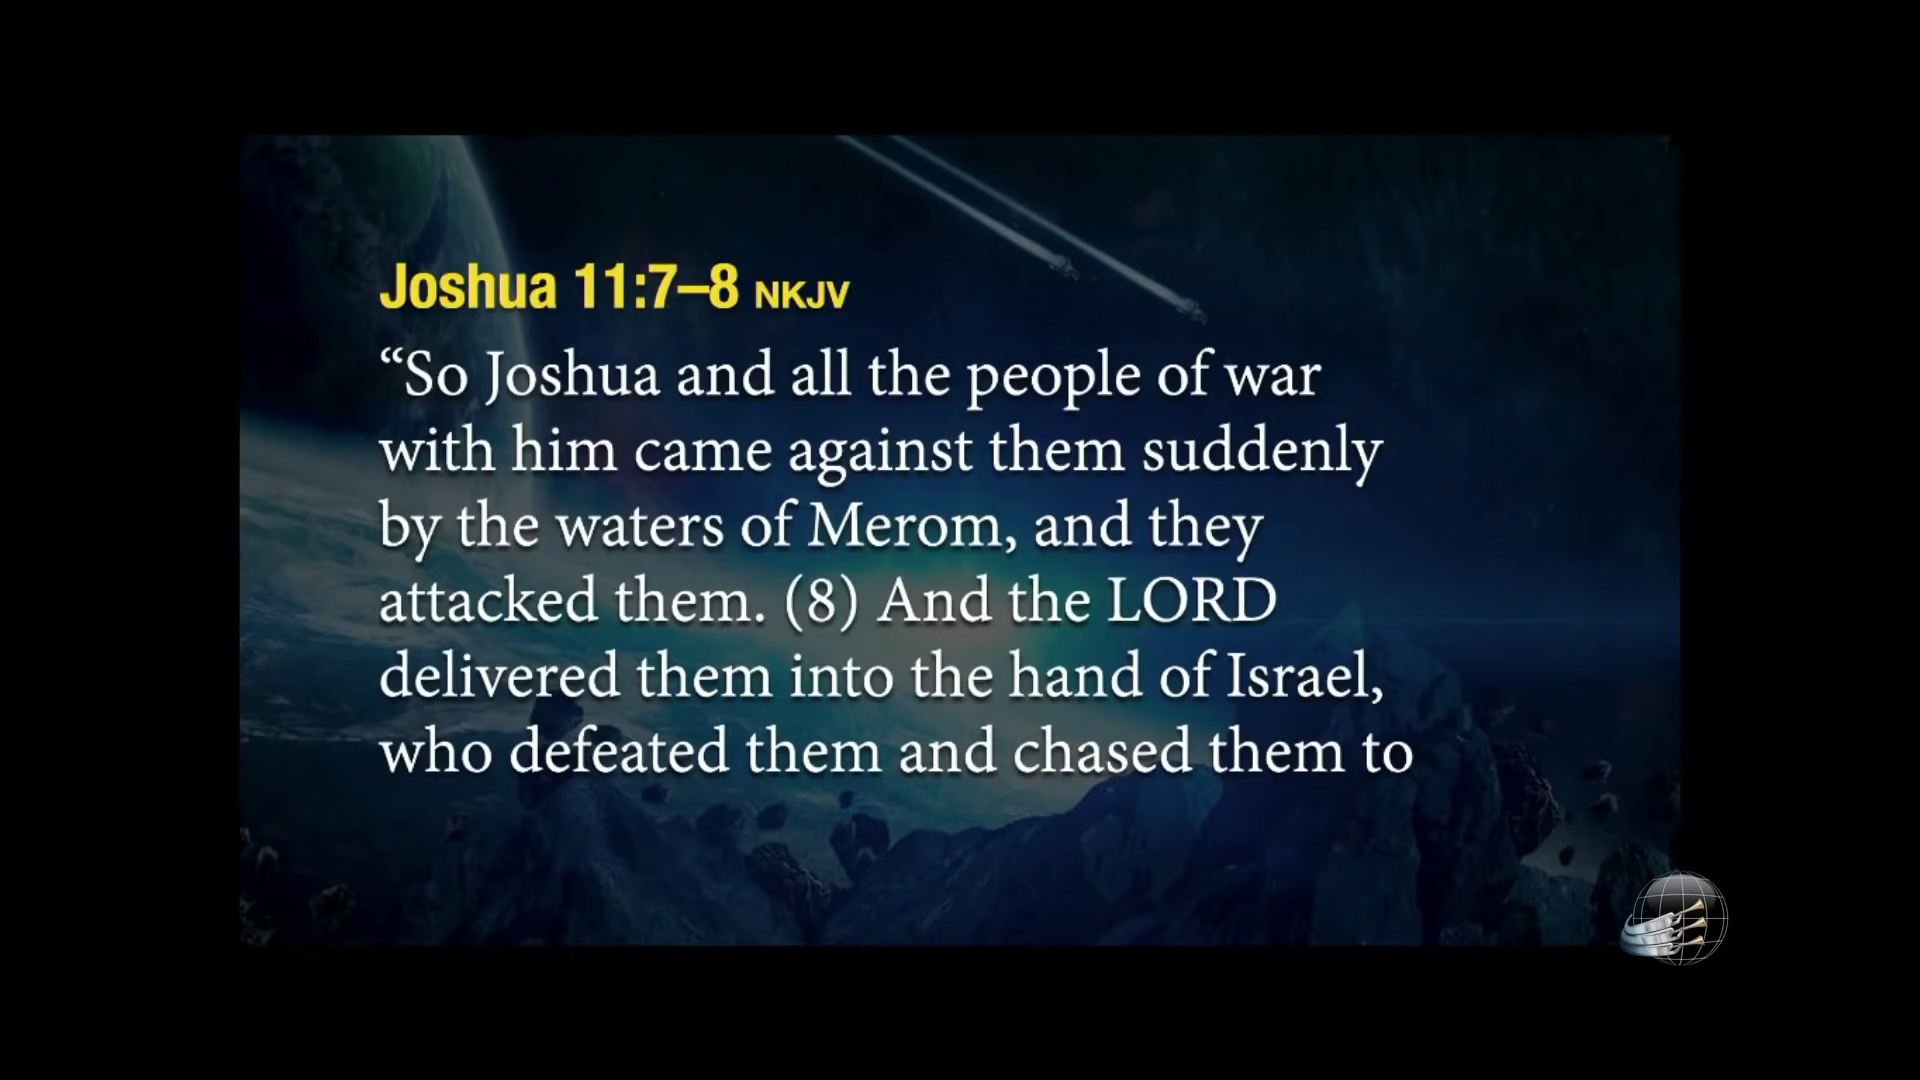 Joshua 11:7–8 NKJV
“So Joshua and all the people of war
with him came against them suddenly
by the waters of Merom, and they
attacked them. (8) And the LORD
delivered them into the hand of Israel,
who defeated them and chased them to